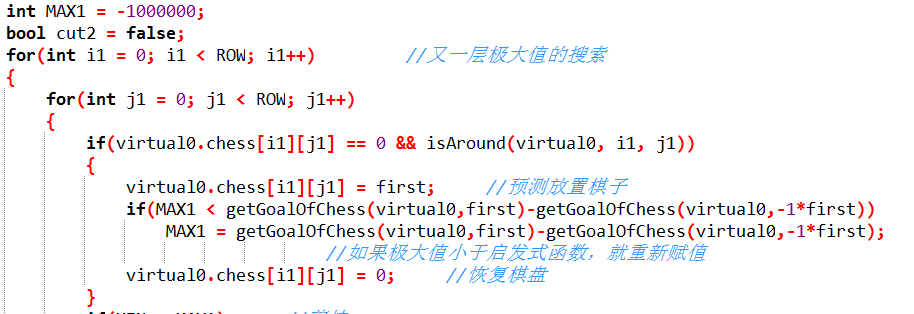 int MAX1 = -1000000;
bool cut2 = false;
for(int i1 = 0; i1 < ROW; i1++) //又一层极大值的搜索
{
for(int j1 = 0; j1 < ROW; j1++)
{
if(virtual0.chess[i1][j1] == 0 && isAround(virtual0, i1, j1))
{
virtual0.chess[i1][j1] = first; //预测放置棋子
if(MAX1 < getGoalOfChess(virtual0,first)-getGoalOfChess(virtual0,-1*first))
MAX1 = getGoalOfChess(virtual0,first)-getGoalOfChess(virtual0,-1*first);
//如果极大值小于启发式函数，就重新赋值
virtual0.chess[i1][j1] = 0; //恢复棋盘
}